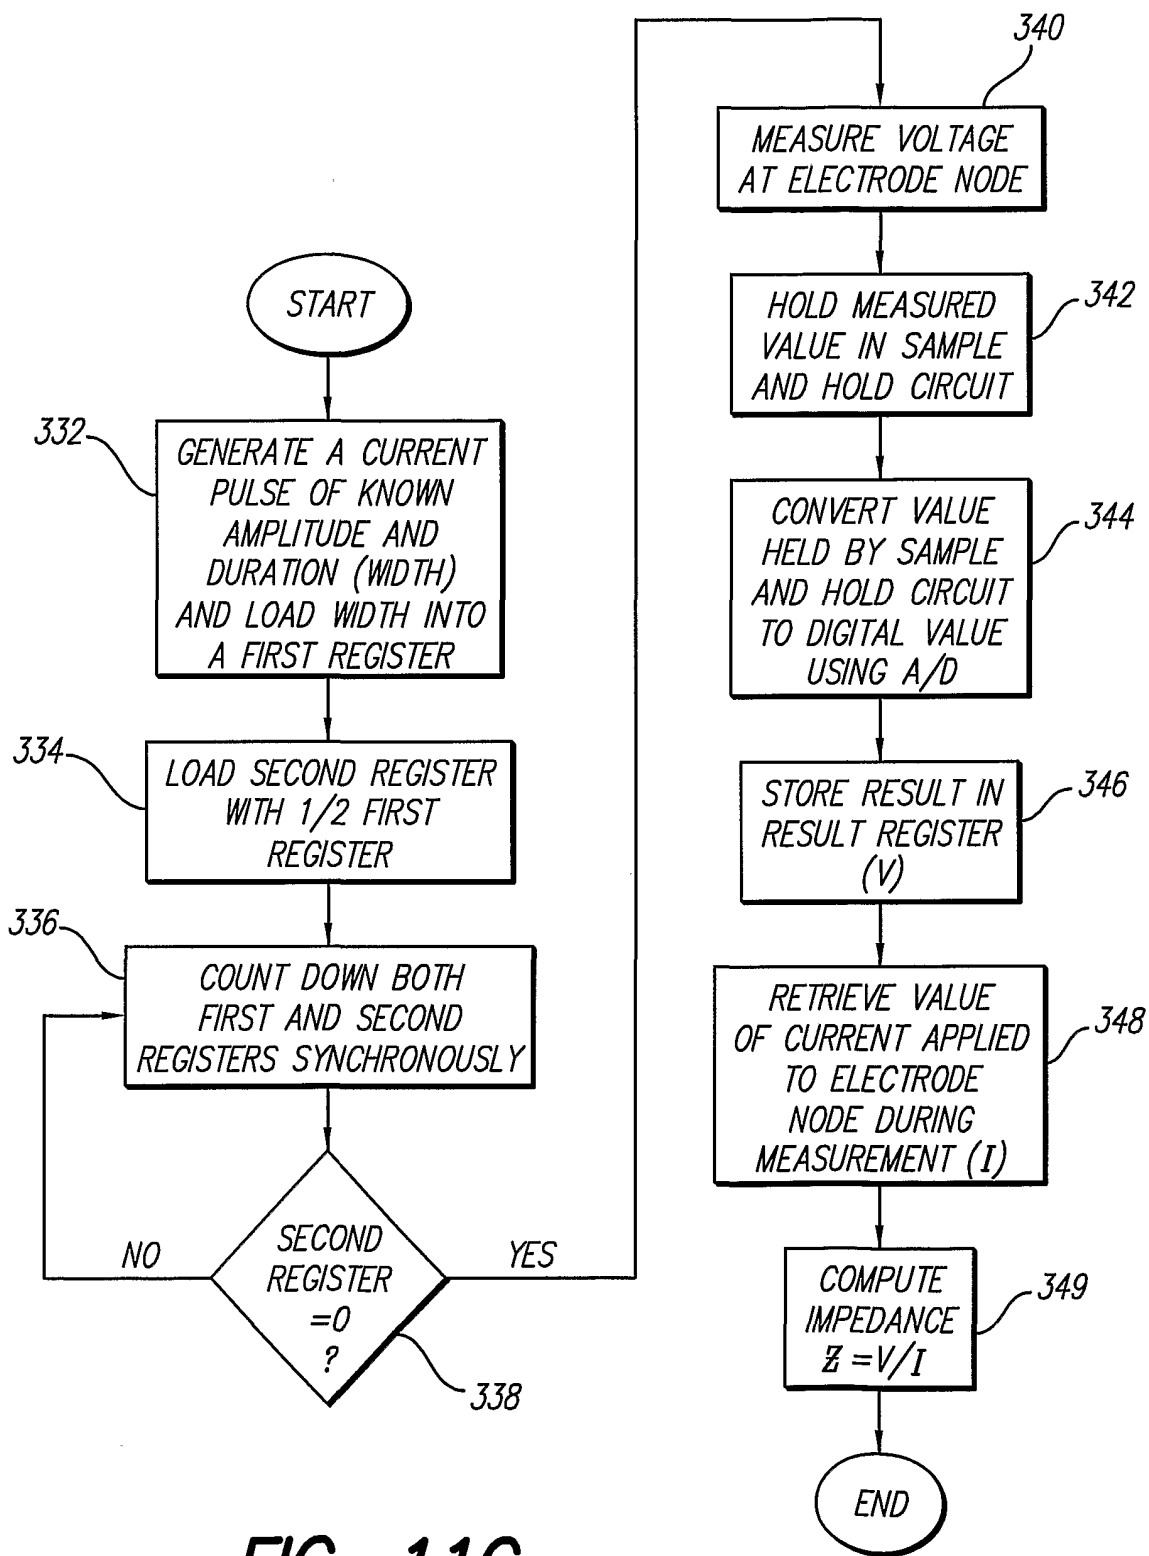 START
332
GENERATE A CURRENT
PULSE OF KNOWN
AMPLITUDE AND
DURATION (WIDTH)
AND LOAD WIDTH INTO
A FIRST REGISTER
334
LOAD SECOND REGISTER
WITH 1/2 FIRST
REGISTER
336
COUNT DOWN BOTH
FIRST AND SECOND
REGISTERS SYNCHRONOUSLY
NO
SECOND
REGISTER
=0
?
YES
338
340
MEASURE VOLTAGE
AT ELECTRODE NODE
342
HOLD MEASURED
VALUE IN SAMPLE
AND HOLD CIRCUIT
344
CONVERT VALUE
HELD BY SAMPLE
AND HOLD CIRCUIT
TO DIGITAL VALUE
USING A/D
346
STORE RESULT IN
RESULT REGISTER
(V)
348
RETRIEVE VALUE
OF CURRENT APPLIED
TO ELECTRODE
NODE DURING
MEASUREMENT (I)
349
COMPUTE
IMPEDANCE
Z=V/I
END
FIG. 11C